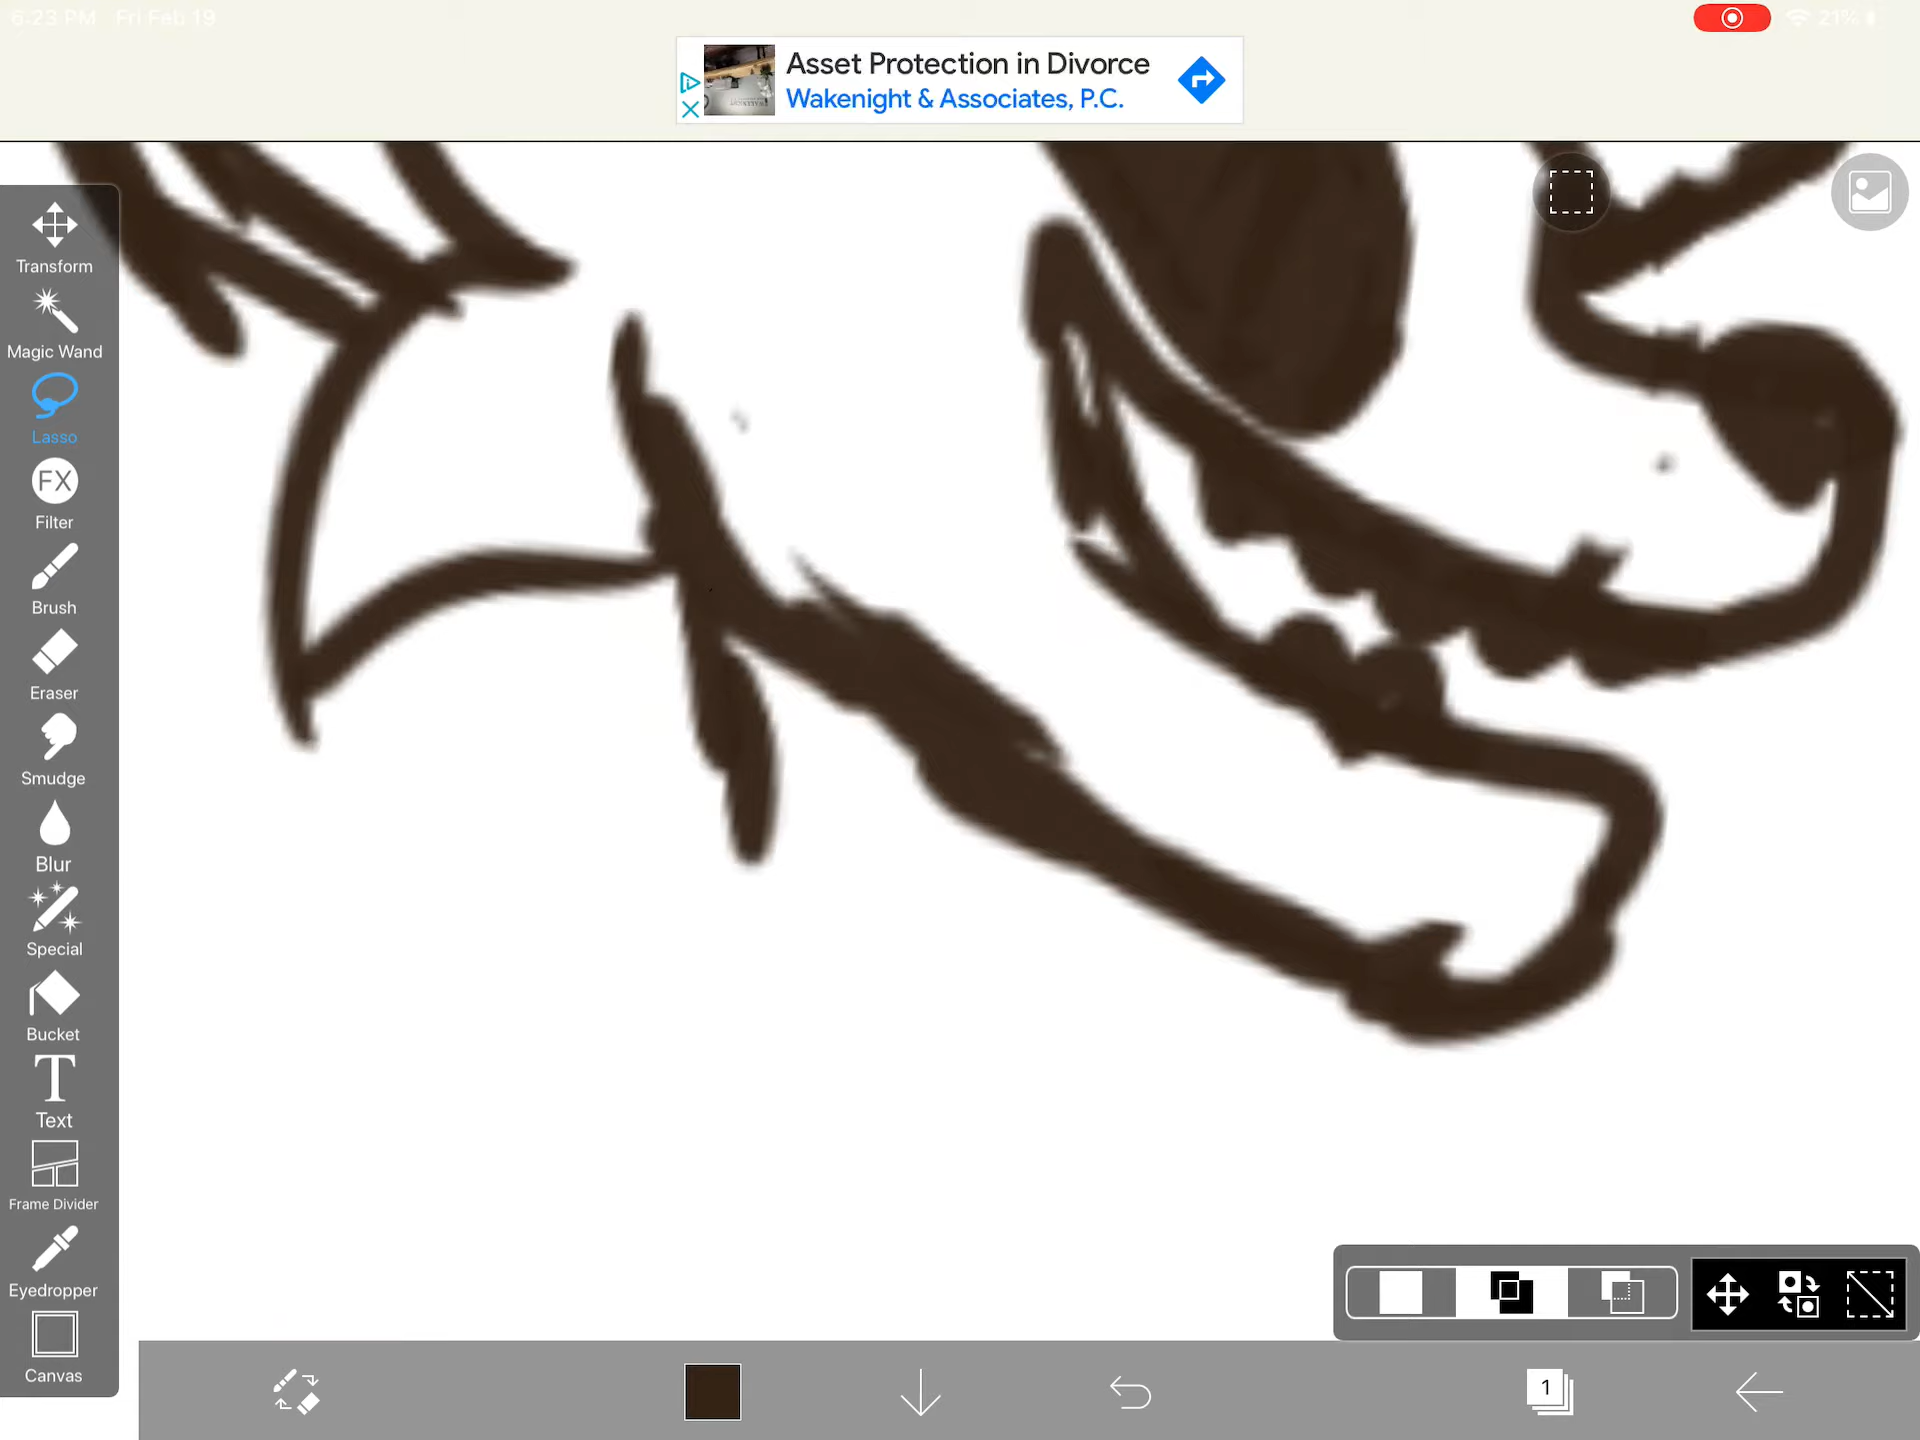 6:23 PM Fri Feb 19
21%
Asset Protection in Divorce
Wakenight & Associates, P.C.
Transform
Magic Wand
Lasso
FX
Filter
Brush
Eraser
Smudge
Blur
Special
Bucket
T
Text
Frame Divider
Eyedropper
Canvas
1